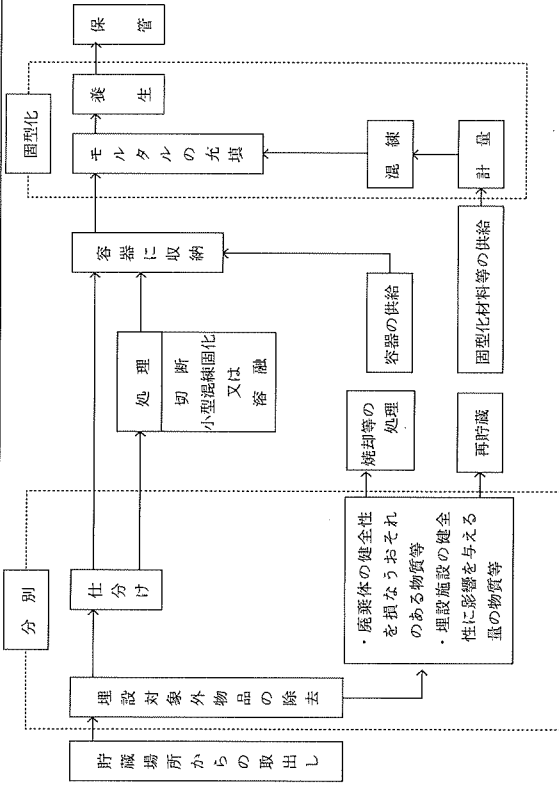 貯蔵場所からの取出し
分別
埋設対象外物品の除去
仕分け
・廃棄体の健全性
を損なうおそれ
のある物質等
・埋設施設の健全
性に影響を与える
量の物質等
焼却等の
処理
再貯蔵
処理
切断
小型混練固化
又は
溶融
容器に収納
容器の供給
固型化材料等の供給
固型化
モルタルの充填
混練
計量
養生
保管